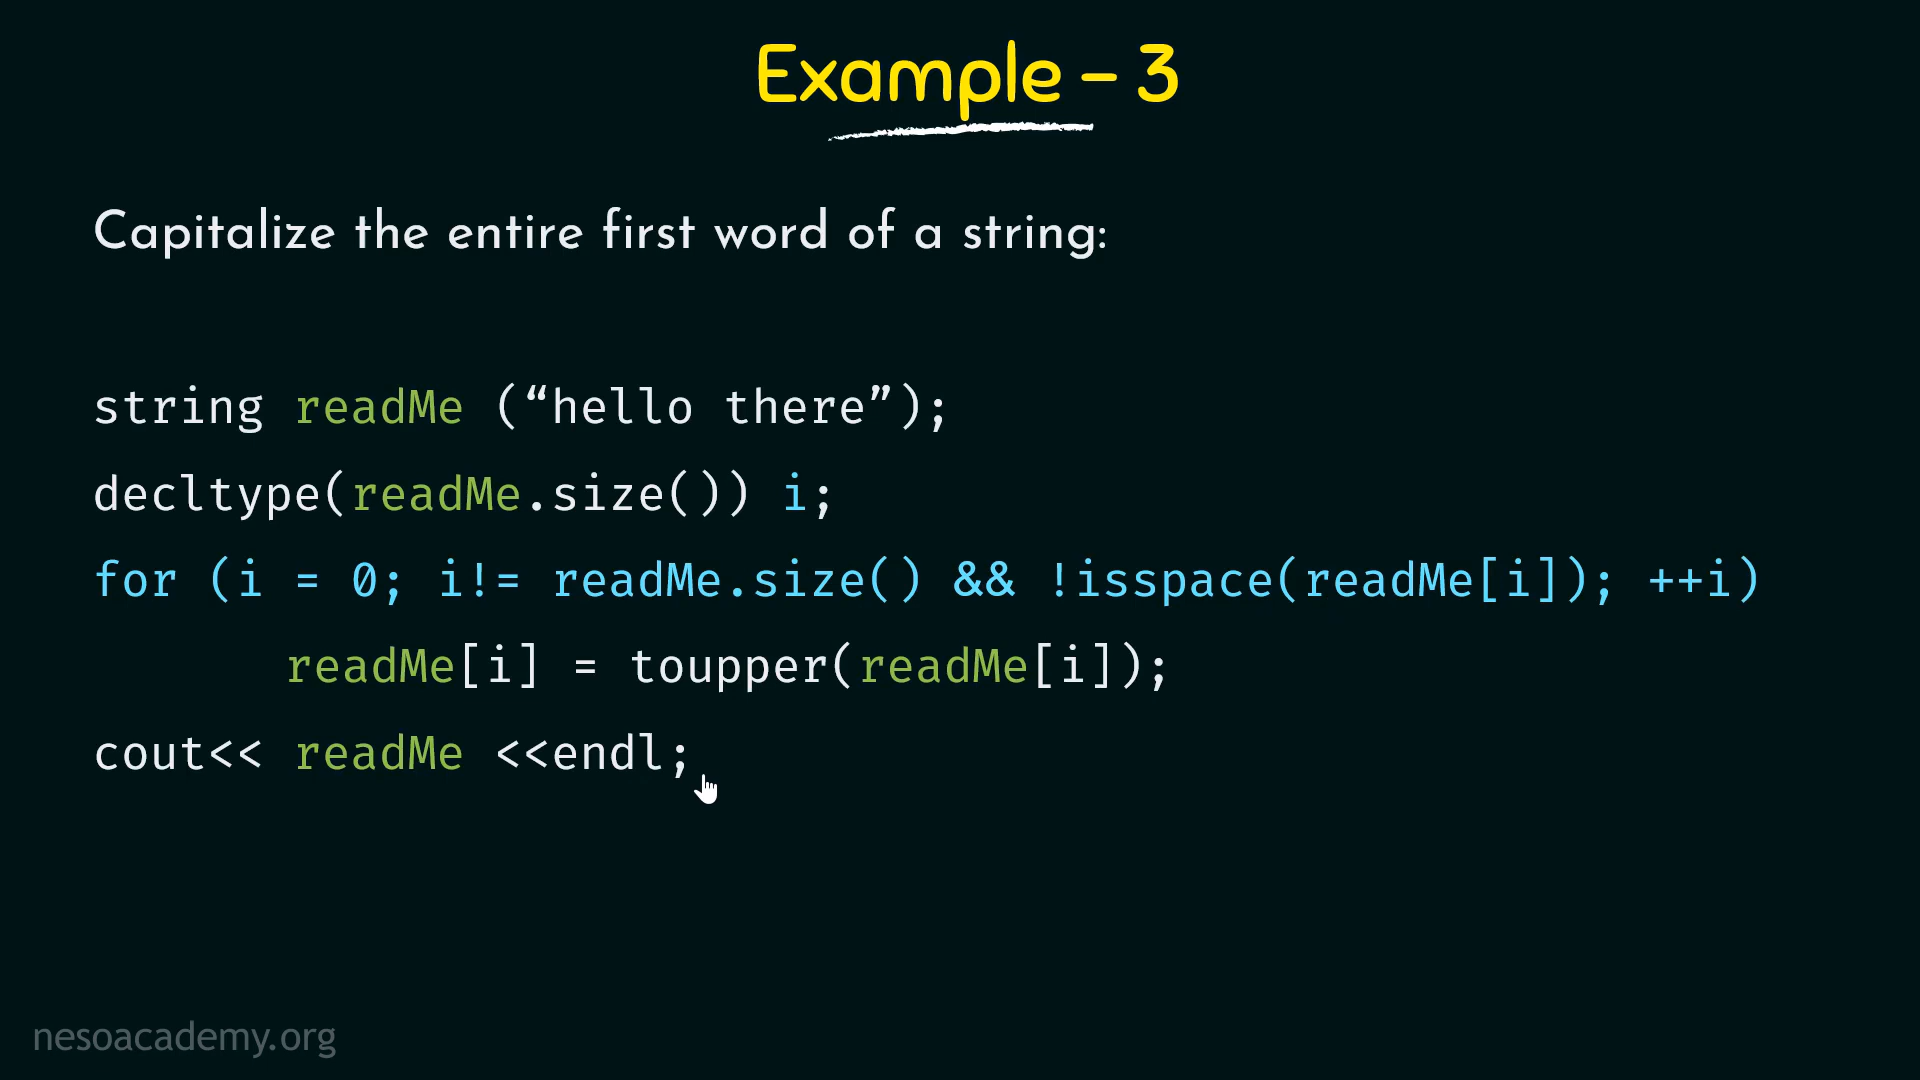 Example – 3
Capitalize the entire first word of a string:
string readMe (“hello there”);
decltype(readMe.size()) i;
for (i = 0; i!= readMe.size() && !isspace(readMe[i]); ++i)
readMe[i] = toupper(readMe[i]);
cout<< readMe <<endl;
nesoacademy.org